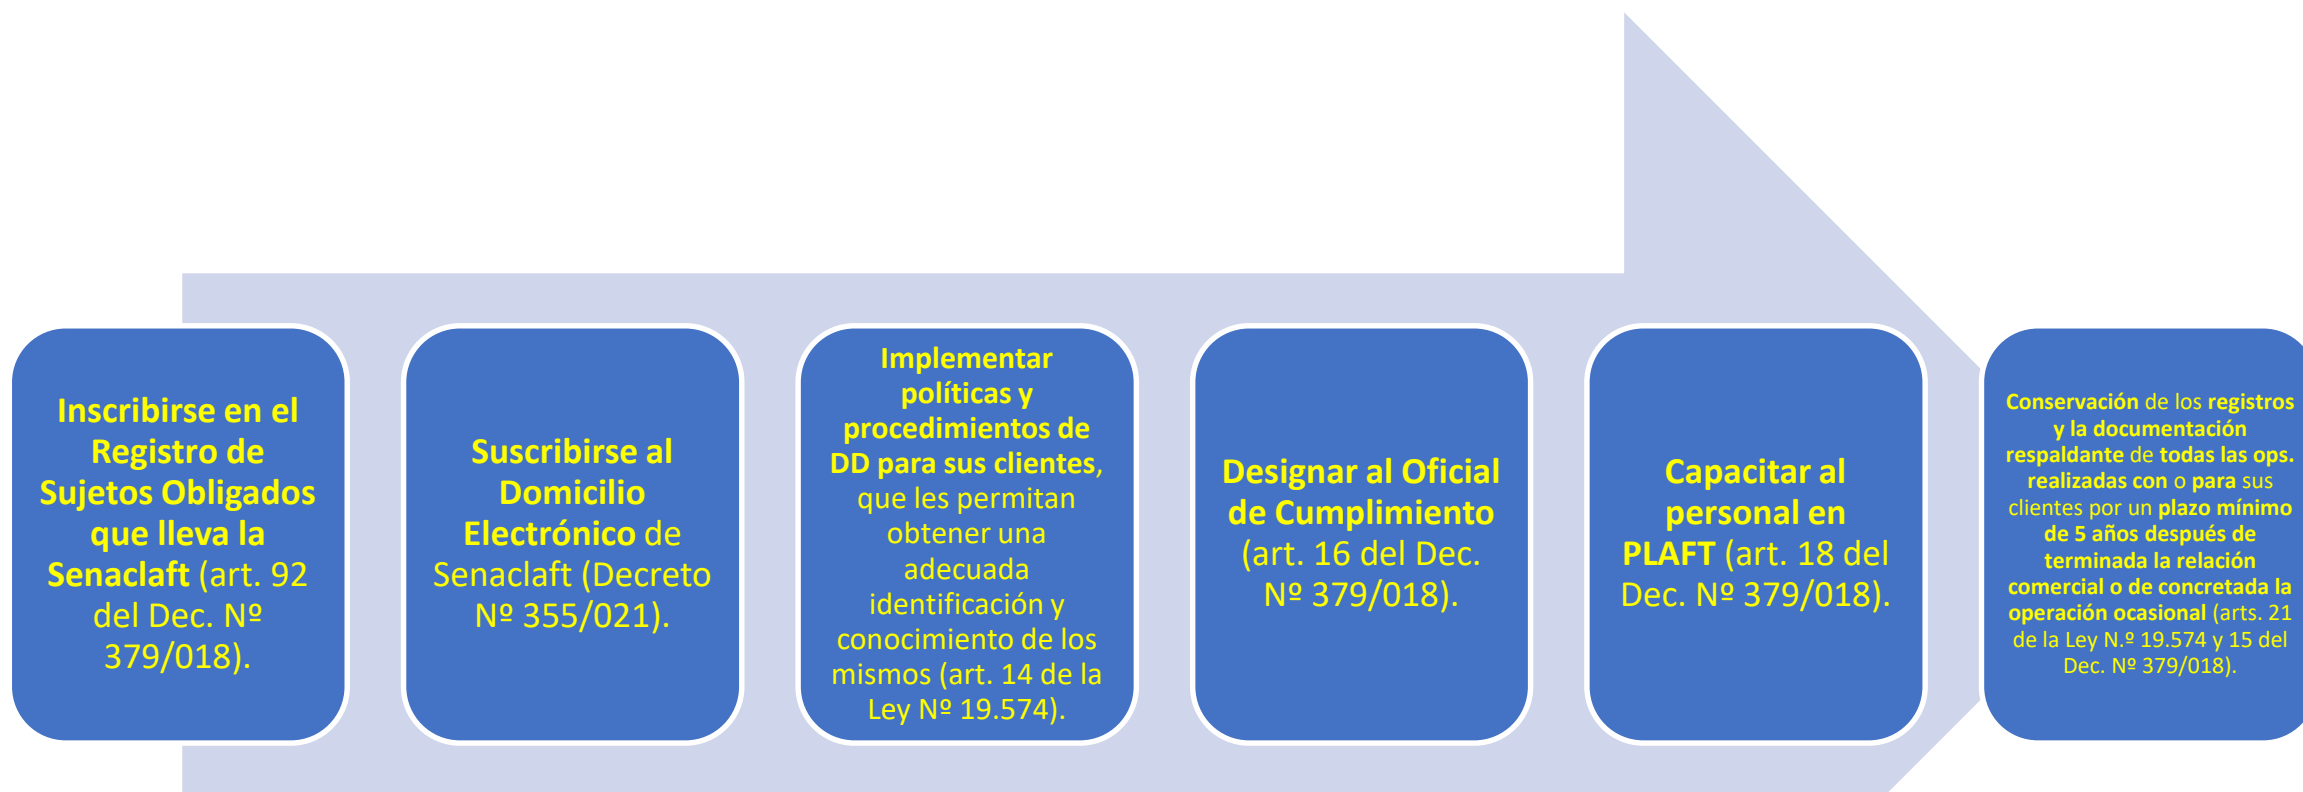 Inscribirse en el
Registro de
Sujetos Obligados
que lleva la
Senaclaft (art. 92
del Dec. Nº
379/018).
Suscribirse al
Domicilio
Electrónico de
Senaclaft (Decreto
Nº 355/021).
Implementar
políticas y
procedimientos de
DD para sus clientes,
que les permitan
obtener una
adecuada
identificación y
conocimiento de los
mismos (art. 14 de la
Ley Nº 19.574).
Designar al Oficial
de Cumplimiento
(art. 16 del Dec.
Nº 379/018).
Capacitar al
personal en
PLAFT (art. 18 del
Dec. Nº 379/018).
Conservación de los registros
y la documentación
respaldante de todas las ops.
realizadas con o para sus
clientes por un plazo mínimo
de 5 años después de
terminada la relación
comercial o de concretada la
operación ocasional (arts. 21
de la Ley N.º 19.574 y 15 del
Dec. Nº 379/018).